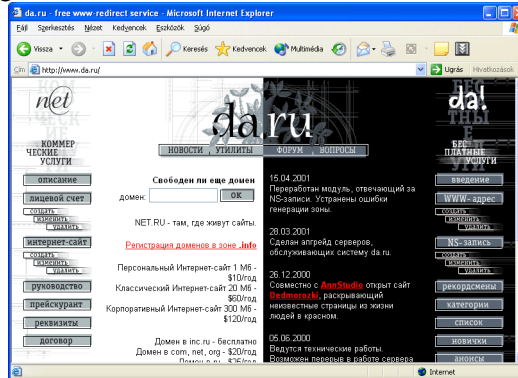 da.ru - free www-redirect service - Microsoft Internet Explorer
Fájl Szerkesztés Nézet Kedvencek Eszközök Súgó
Vissza Keresés Kedvencek Multimédia
Cím http://www.da.ru/ Ugrás Hivatkozások
net
КОММЕР
ЧЕСКИЕ
УСЛУГИ
описание
лицевой счет
создать
изменить
удалить
интернет-сайт
создать
изменить
удалить
руководство
прейскурант
реквизиты
договор
da.ru
НОВОСТИ , УТИЛИТЫ ФОРУМ , ВОПРОСЫ
Свободен ли еще домен
домен: OK
NET.RU - там, где живут сайты.
Регистрация доменов в зоне .info
Персональный Интернет-сайт 1 Мб -
$10/год
Классический Интернет-сайт 20 Мб -
$60/год
Корпоративный Интернет-сайт 300 Мб -
$120/год
Домен в inc.ru - бесплатно
Домен в com, net, org - $20/год
Домен в ru - $25/год
15.04.2001
Переработан модуль, отвечающий за
NS-записи. Устранены ошибки
генерации зоны.
28.03.2001
Сделан апгрейд серверов,
обслуживающих систему da.ru.
26.12.2000
Совместно с AnnStudio открыт сайт
Dedmorozki, раскрывающий
неизвестные страницы из жизни
людей в красном.
05.06.2000
Ведутся технические работы.
Возможен перерыв в работе сервера
da!
БЕС
ПЛАТНЫЕ
УСЛУГИ
введение
WWW-адрес
создать
изменить
удалить
NS-запись
создать
изменить
удалить
рекордсмены
категории
список
новички
анонсы
Internet